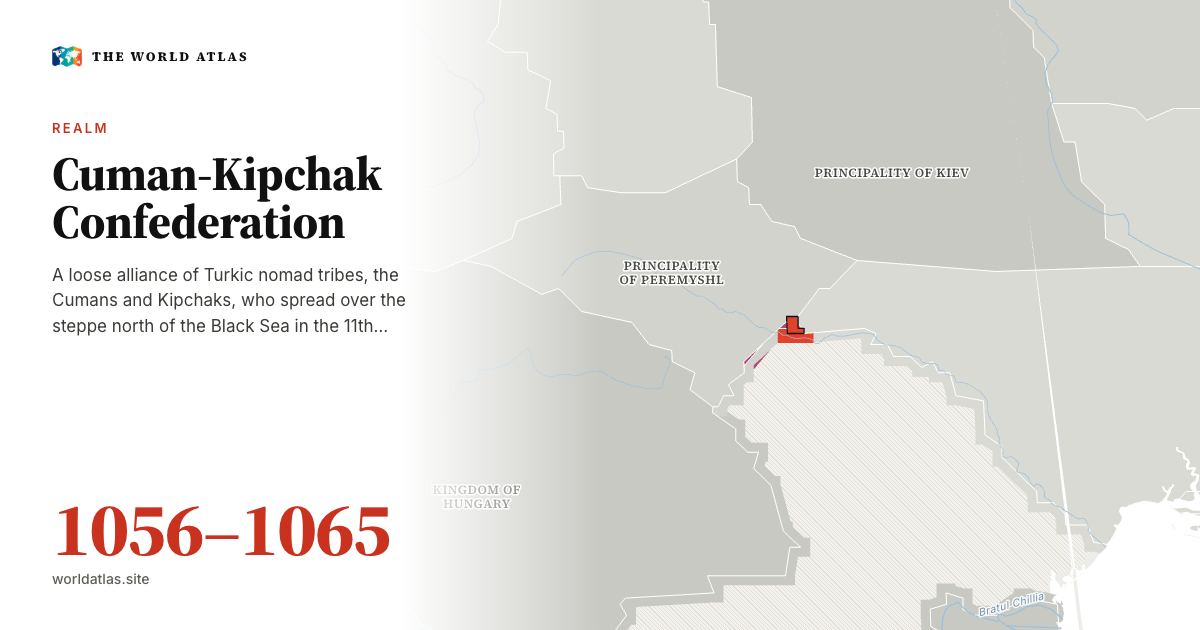 THE WORLD ATLAS
REALM
Cuman-Kipchak
Confederation
A loose alliance of Turkic nomad tribes, the
Cumans and Kipchaks, who spread over the
steppe north of the Black Sea in the 11th...
1056–1065
worldatlas.site
PRINCIPALITY OF KIEV
PRINCIPALITY
OF PEREMYSHL
KINGDOM OF
HUNGARY
Bratul Chillia